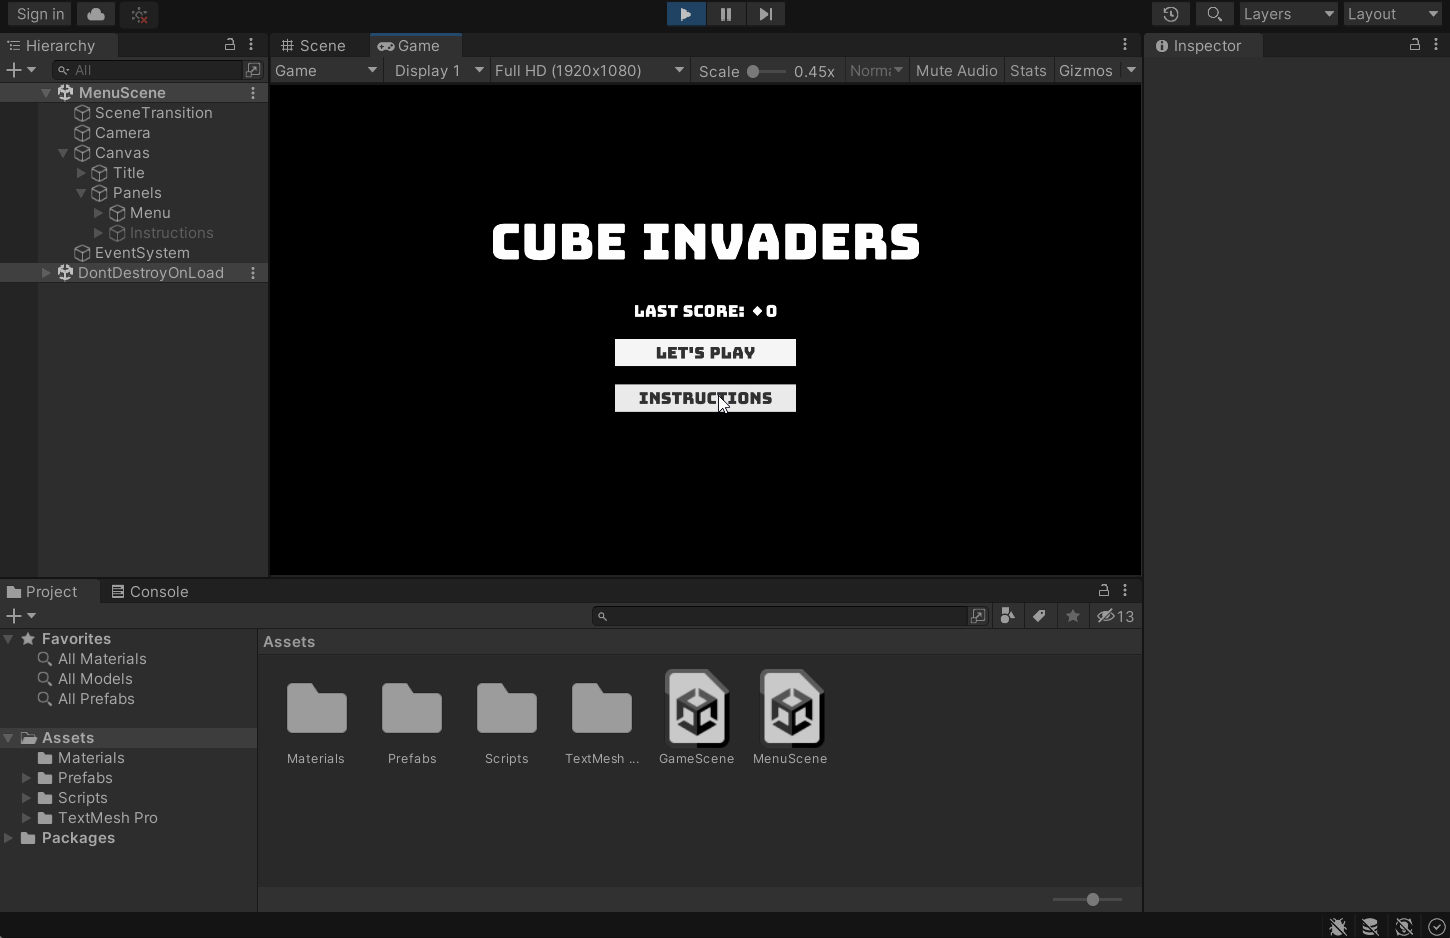 Sign in
Layers
Layout
Hierarchy
All
MenuScene
SceneTransition
Camera
Canvas
Title
Panels
Menu
Instructions
EventSystem
DontDestroyOnLoad
Scene
Game
Game
Display 1
Full HD (1920x1080)
Scale
0.45x
Mute Audio
Stats
Gizmos
CUBE INVADERS
LAST SCORE: ◆0
LET'S PLAY
INSTRUCTIONS
Inspector
Project
Console
13
Favorites
All Materials
All Models
All Prefabs
Assets
Materials
Prefabs
Scripts
TextMesh Pro
Packages
Assets
Materials
Prefabs
Scripts
TextMesh ...
GameScene
MenuScene